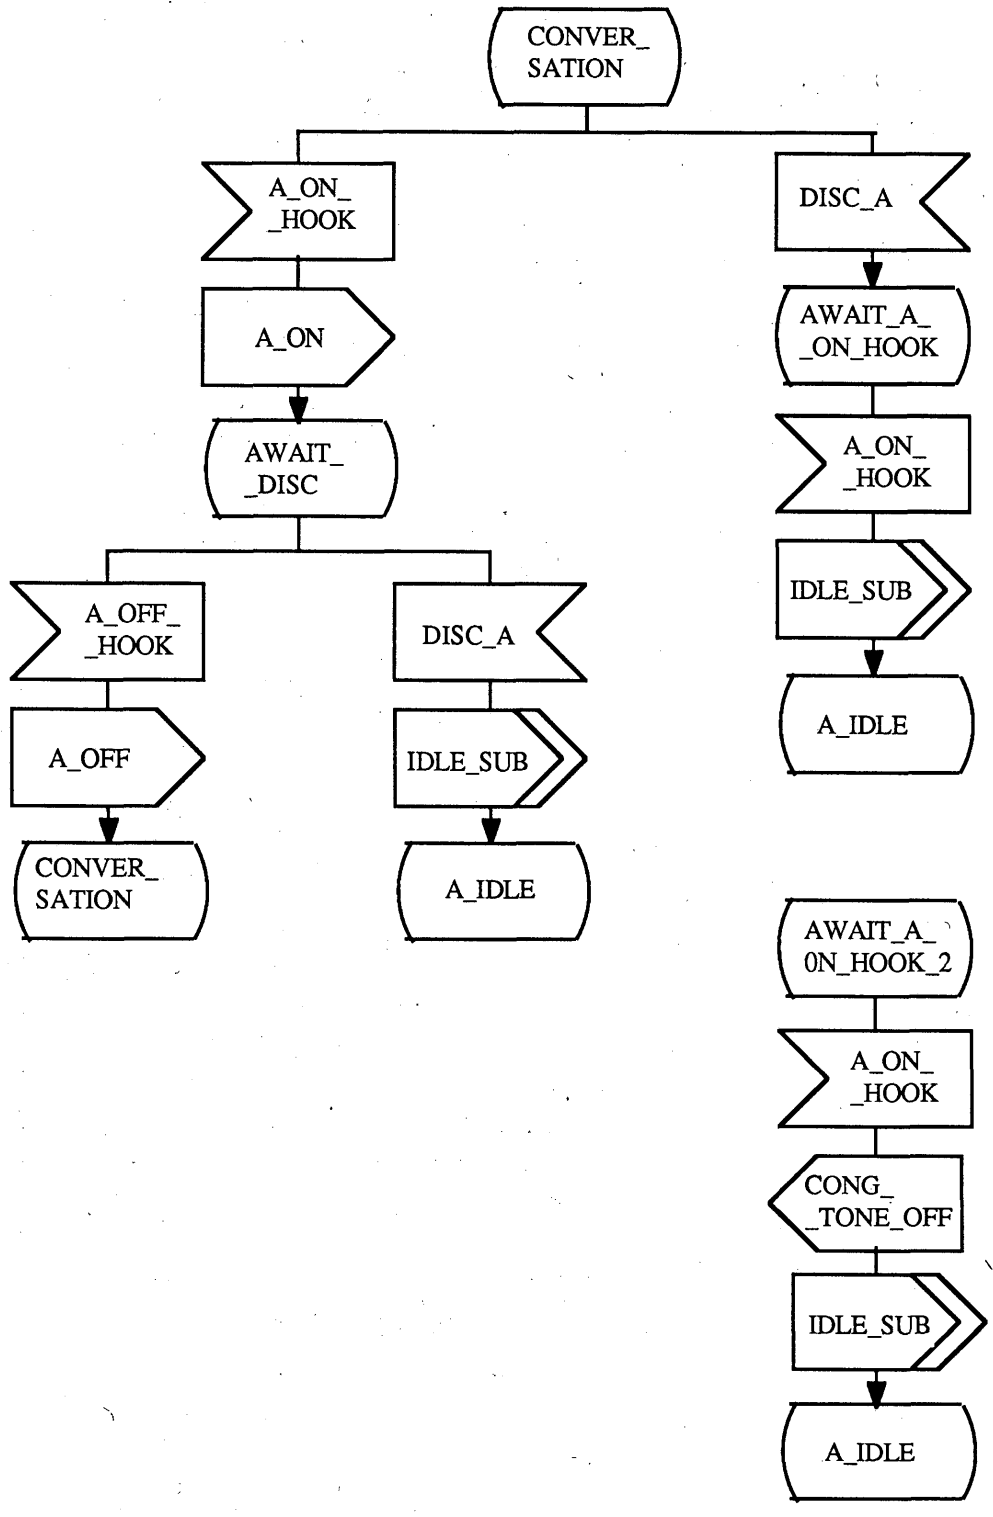 CONVER_
SATION
A_ON_
_HOOK
A_ON
AWAIT_
_DISC
A_OFF_
_HOOK
A_OFF
CONVER_
SATION
DISC_A
IDLE_SUB
A_IDLE
DISC_A
AWAIT_A_
_ON_HOOK
A_ON_
_HOOK
IDLE_SUB
A_IDLE
AWAIT_A_
0N_HOOK_2
A_ON_
_HOOK
CONG_
_TONE_OFF
IDLE_SUB
A_IDLE